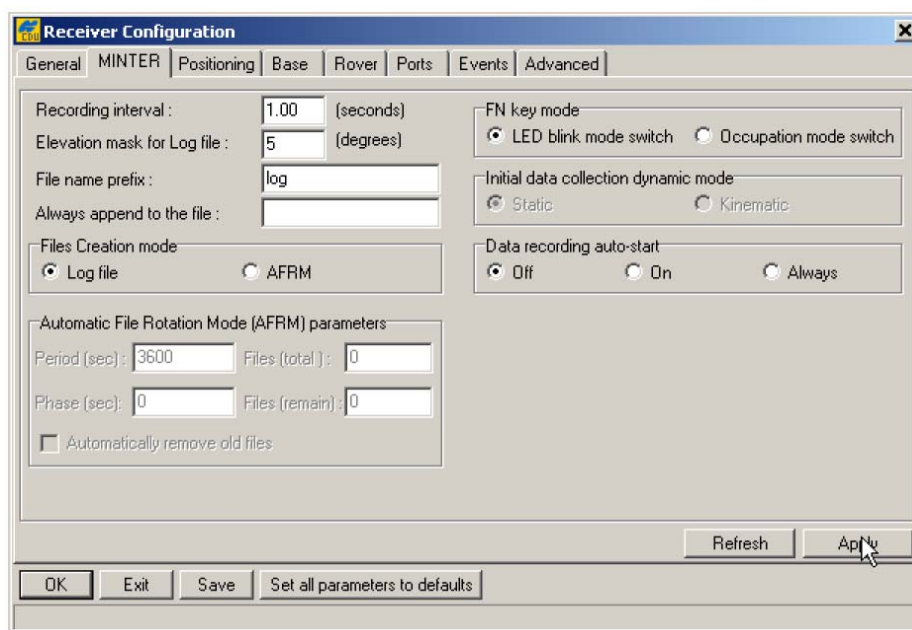 Receiver Configuration
General MINTER Positioning Base Rover Ports Events Advanced
Recording interval : 1.00 (seconds)
Elevation mask for Log file : 5 (degrees)
File name prefix : log
Always append to the file :
Files Creation mode
Log file AFRM
Automatic File Rotation Mode (AFRM) parameters
Period (sec) : 3600 Files (total ) : 0
Phase (sec): 0 Files (remain) : 0
Automatically remove old files
FN key mode
LED blink mode switch Occupation mode switch
Initial data collection dynamic mode
Static Kinematic
Data recording auto-start
Off On Always
Refresh Apply
OK Exit Save Set all parameters to defaults